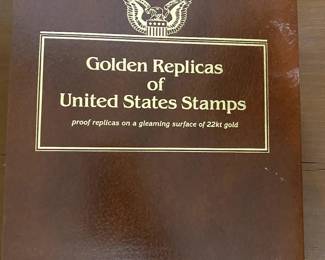 Golden Replicas
of
United States Stamps
proof replicas on a gleaming surface of 22kt gold